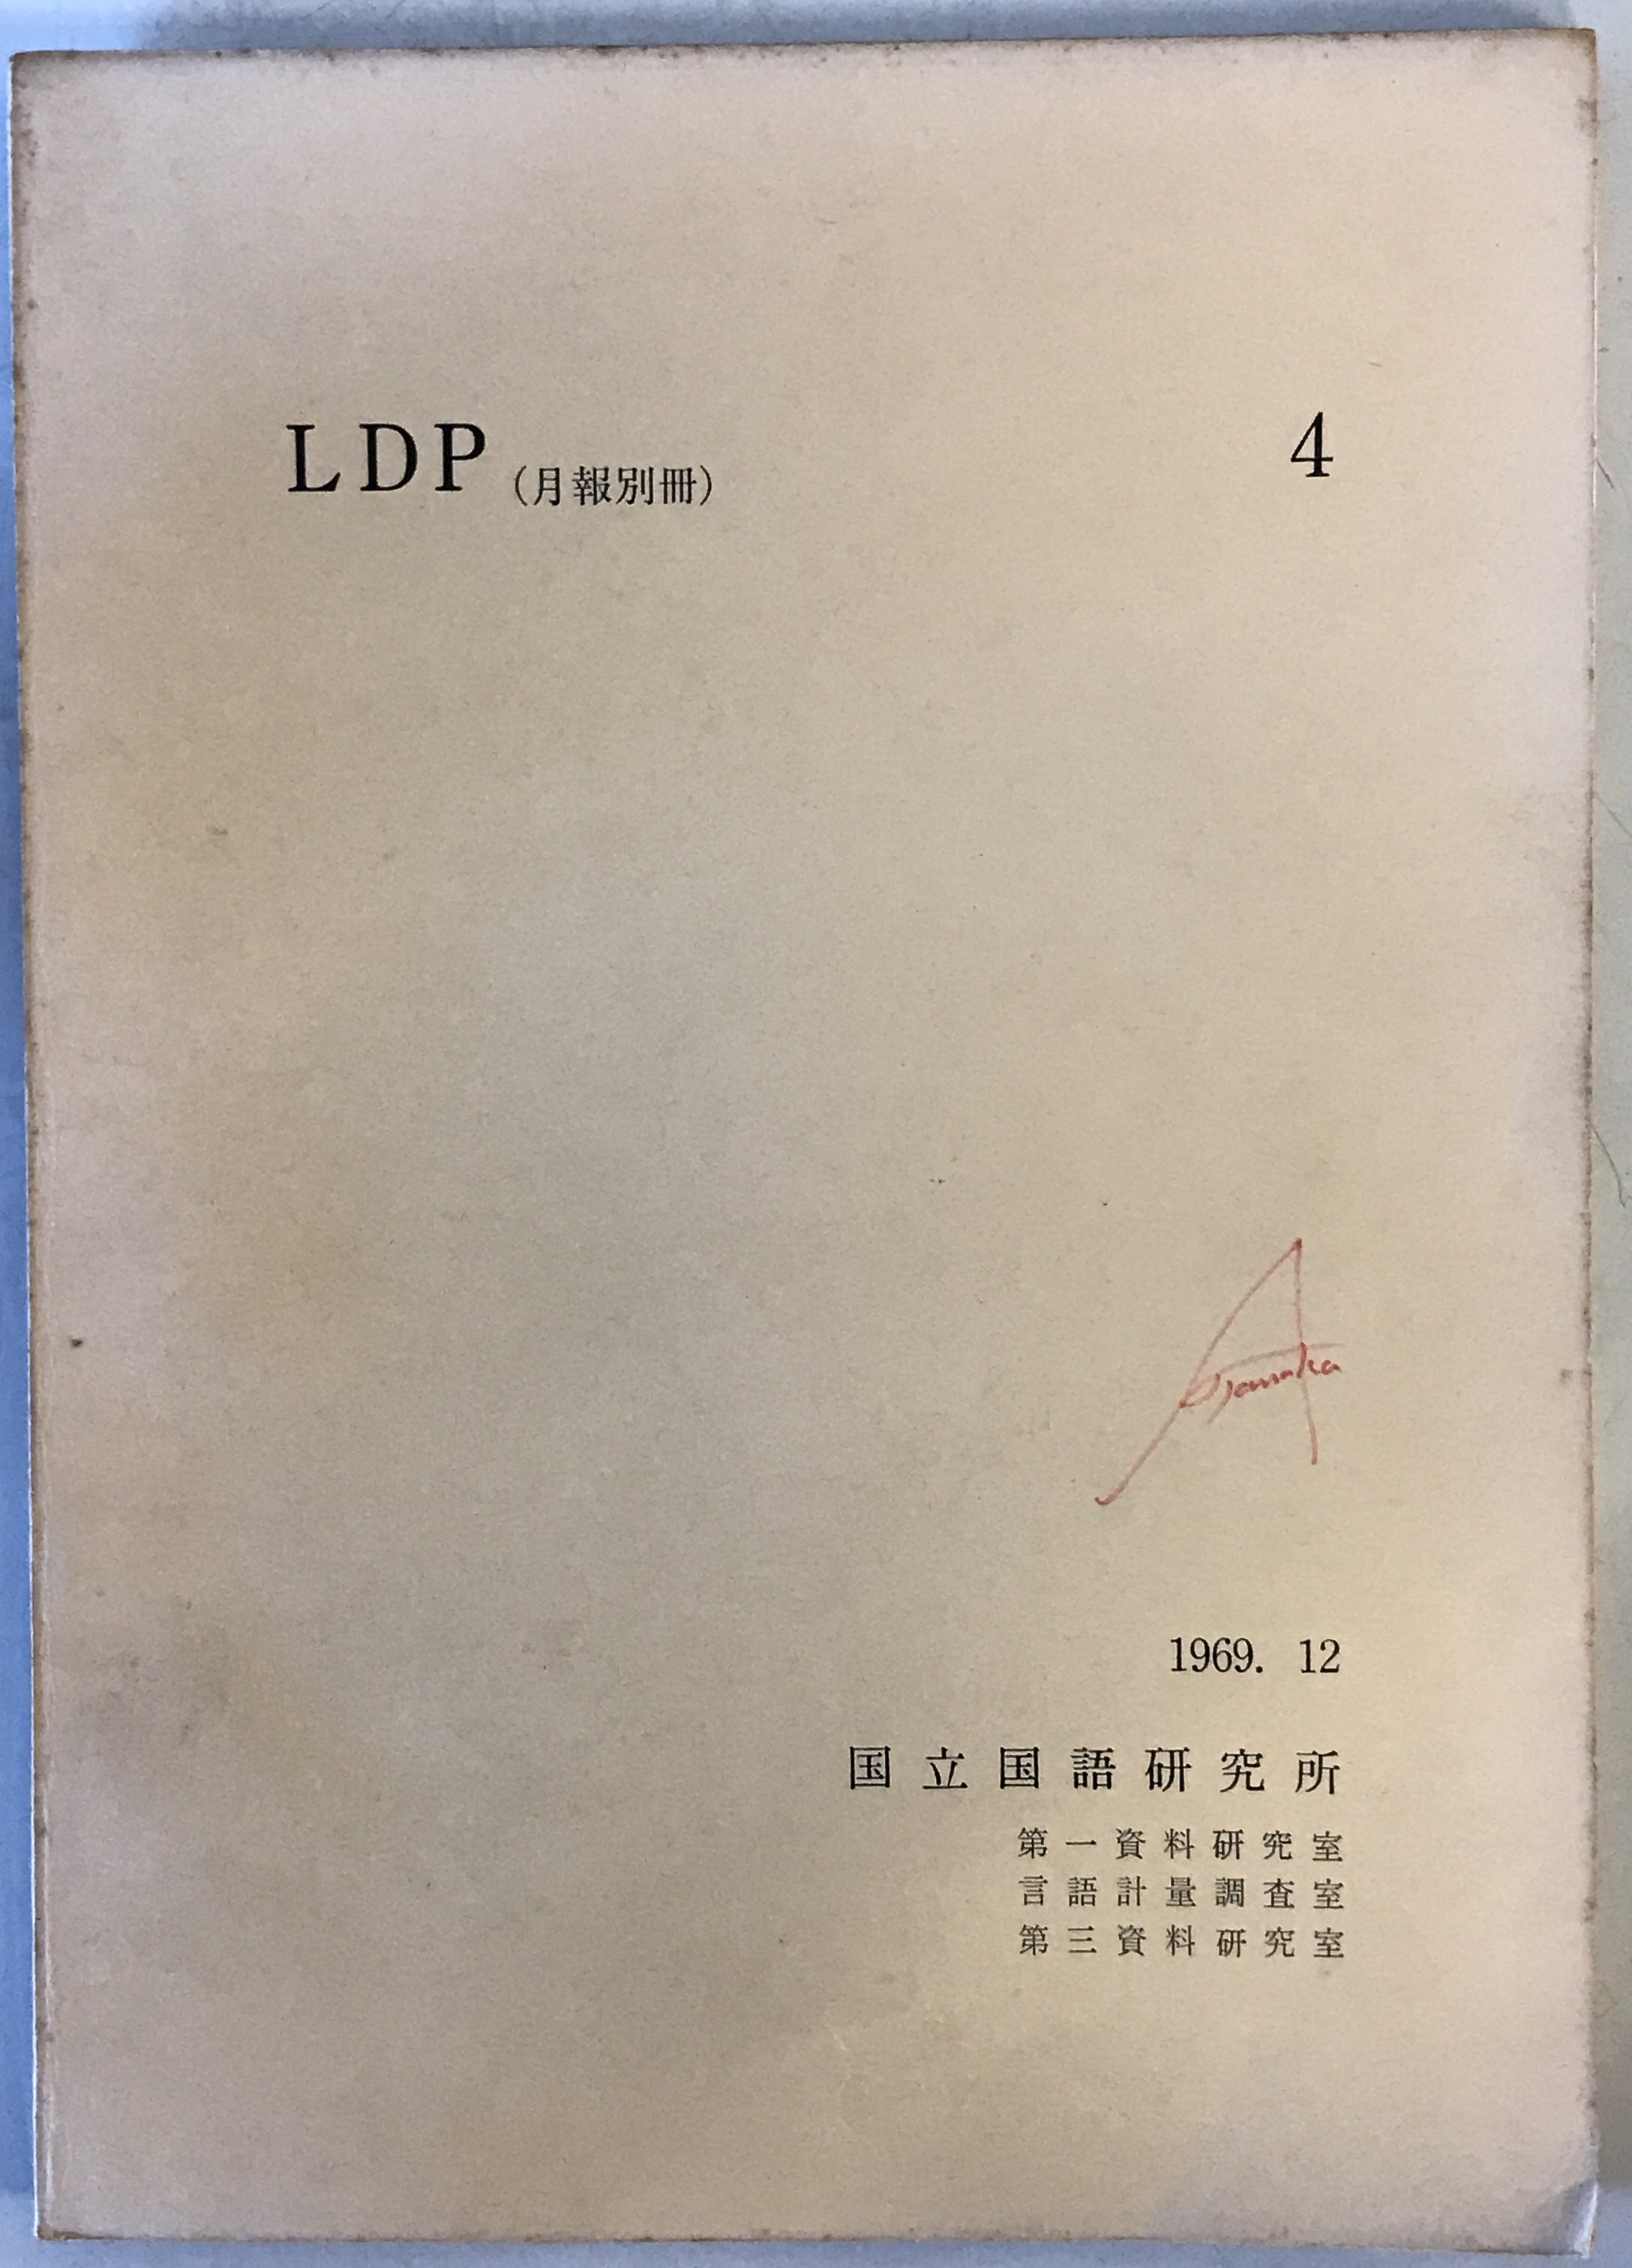 LDP (月報別冊) 4
A Tanaka
1969. 12
国立国語研究所
第一資料研究室
言語計量調査室
第三資料研究室